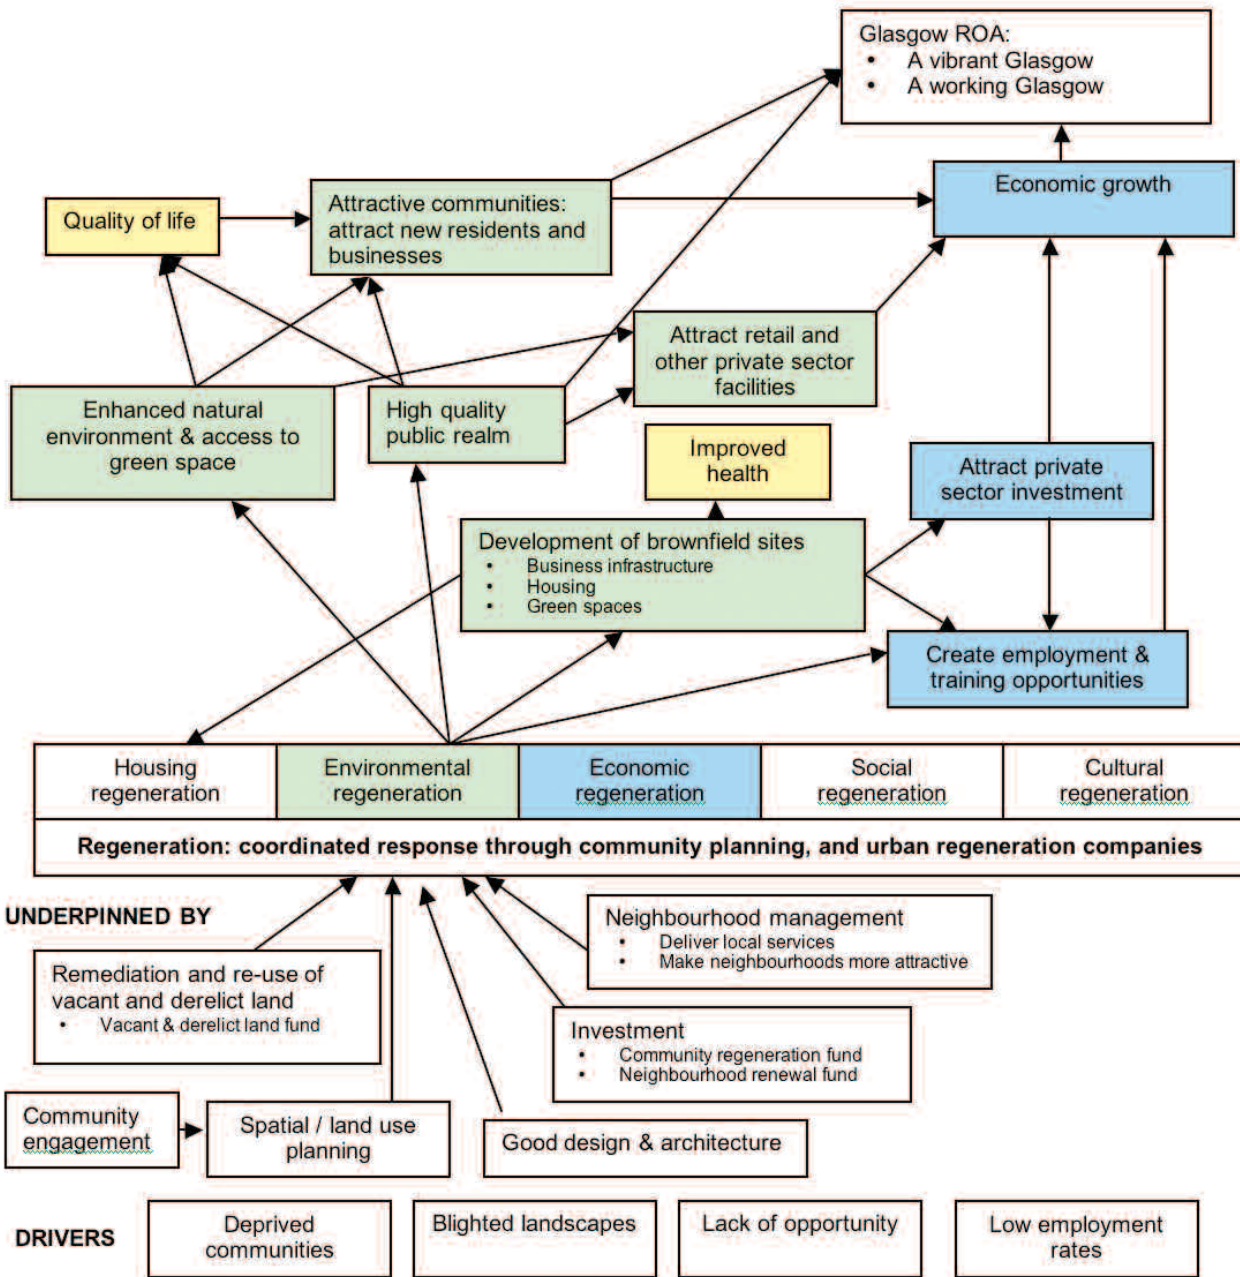 Glasgow ROA:
• A vibrant Glasgow
• A working Glasgow
Economic growth
Quality of life
Attractive communities:
attract new residents and
businesses
Attract retail and
other private sector
facilities
Enhanced natural
environment & access to
green space
High quality
public realm
Improved
health
Attract private
sector investment
Development of brownfield sites
• Business infrastructure
• Housing
• Green spaces
Create employment &
training opportunities
Housing
regeneration
Environmental
regeneration
Economic
regeneration
Social
regeneration
Cultural
regeneration
Regeneration: coordinated response through community planning, and urban regeneration companies
UNDERPINNED BY
Neighbourhood management
• Deliver local services
• Make neighbourhoods more attractive
Remediation and re-use of
vacant and derelict land
• Vacant & derelict land fund
Investment
• Community regeneration fund
• Neighbourhood renewal fund
Community
engagement
Spatial / land use
planning
Good design & architecture
DRIVERS
Deprived
communities
Blighted landscapes
Lack of opportunity
Low employment
rates